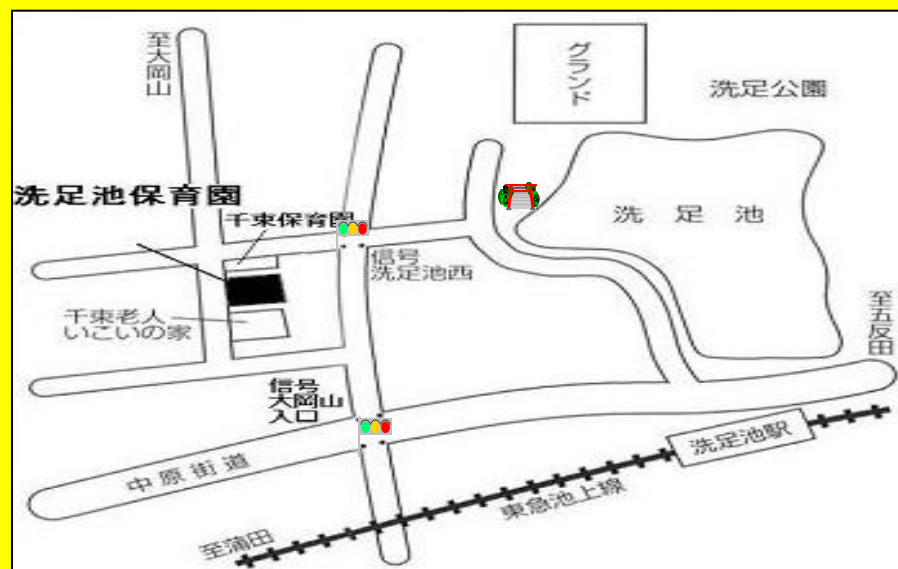 至大岡山
グランド
洗足公園
洗足池保育園
千束保育園
洗足池
信号
洗足池西
千束老人
いこいの家
至五反田
信号
大岡山
入口
洗足池駅
中原街道
東急池上線
至蒲田